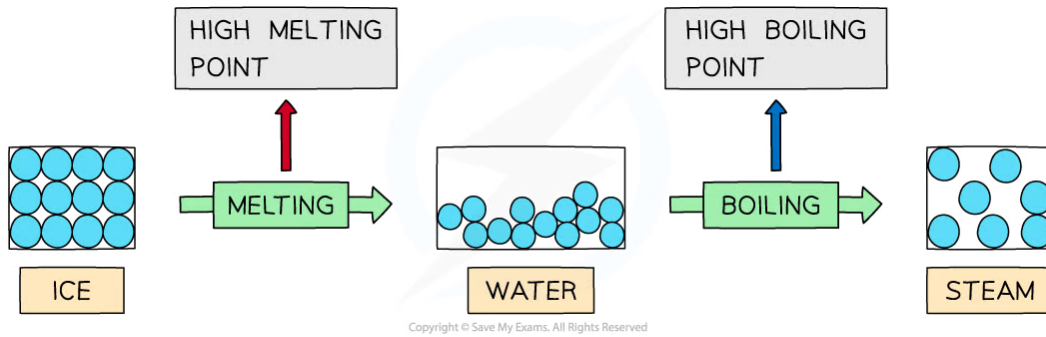 HIGH MELTING
POINT
HIGH BOILING
POINT
MELTING
BOILING
ICE
WATER
STEAM
Copyright © Save My Exams. All Rights Reserved